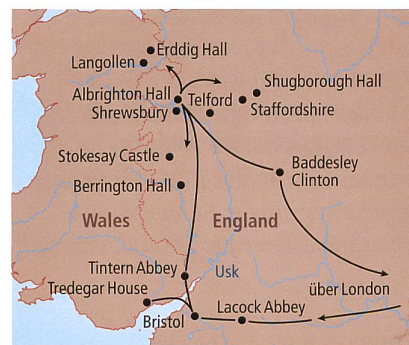 Erddig Hall
Langollen
Shugborough Hall
Albrighton Hall
Telford
Staffordshire
Shrewsbury
Stokesay Castle
Baddesley
Clinton
Berrington Hall
Wales
England
Tintern Abbey
Usk
Tredegar House
über London
Lacock Abbey
Bristol